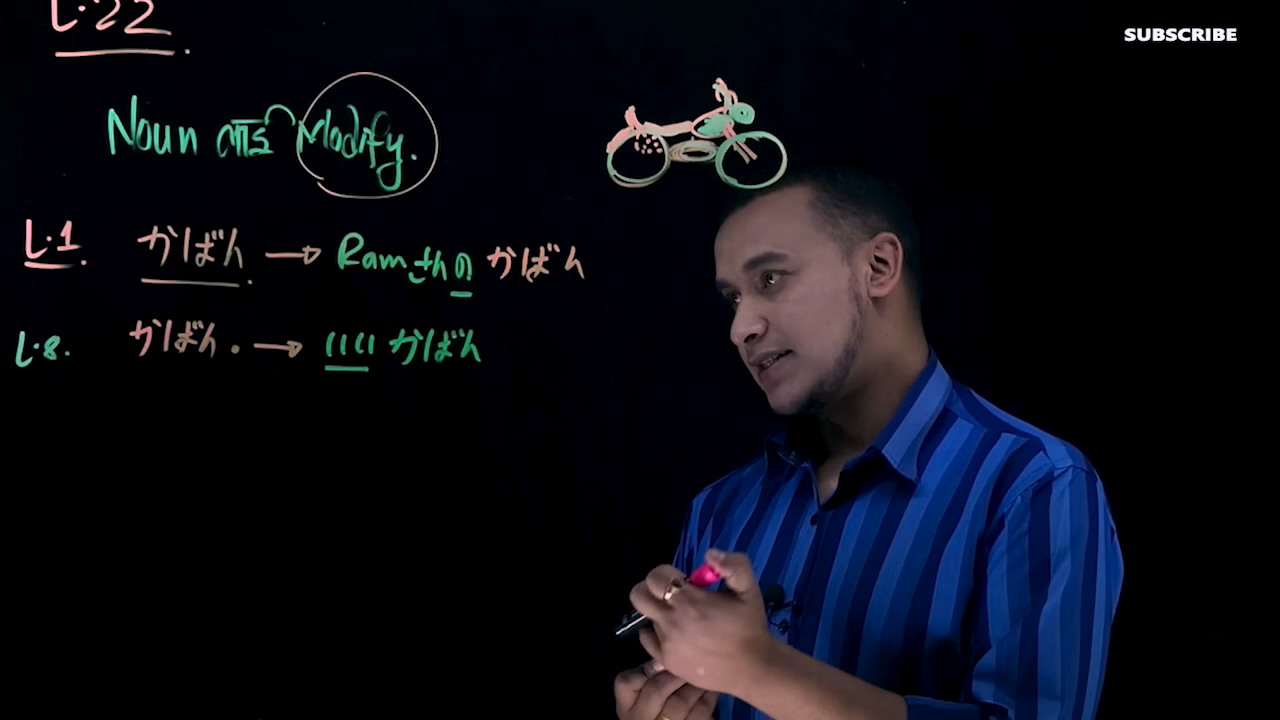 L.22
SUBSCRIBE
Noun लाई Modify.
L.1 かばん → Ramさんの かばん
L.8. かばん. → いい かばん